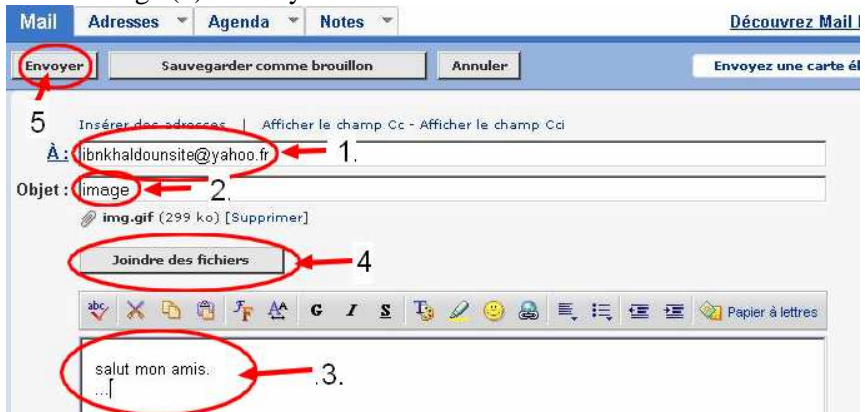 Mail Adresses Agenda Notes Découvrez Mail
Envoyer Sauvegarder comme brouillon Annuler Envoyez une carte él
5 Insérer des adresses | Afficher le champ Cc - Afficher le champ Cci
À : ibnkhaldounsite@yahoo.fr 1.
Objet : image 2.
img.gif (299 ko) [Supprimer]
Joindre des fichiers 4
abc G I S Papier à lettres
salut mon amis. .3.
...